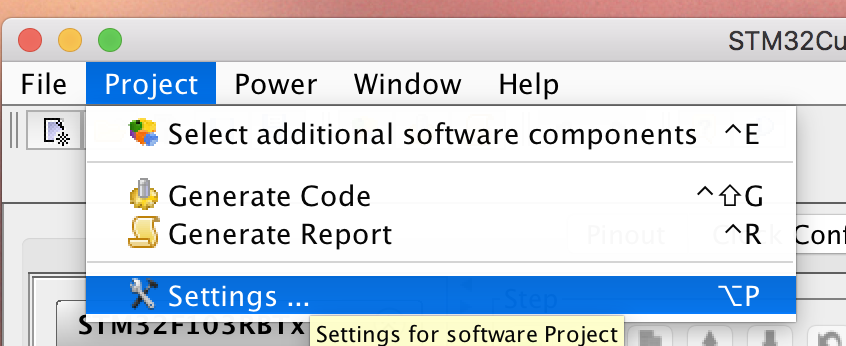 STM32Cu
File Project Power Window Help
Select additional software components ^E
Generate Code ^⇧G
Generate Report ^R
Pinout Clock Conf
Settings ... ⌥P
Step
STM32F103RBTx
Settings for software Project